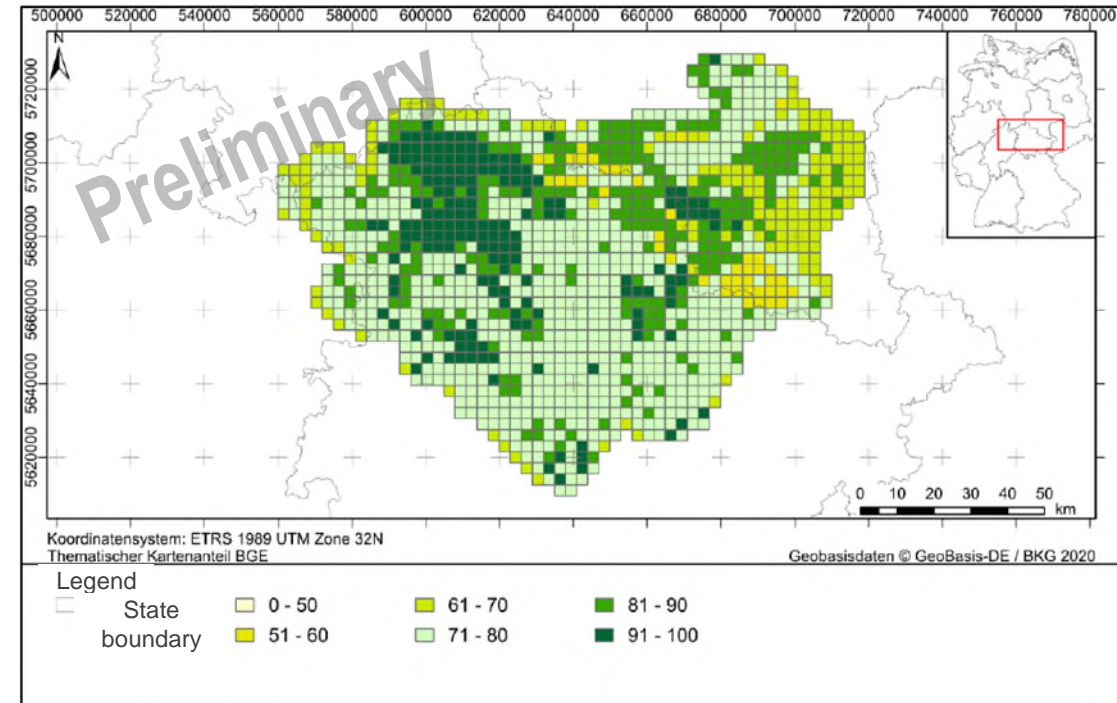 5000000 520000 540000 560000 580000 600000 620000 640000 660000 680000 700000 720000 740000 760000 780000
N
5720000
5700000
5680000
5660000
5640000
5620000
Preliminary
0 10 20 30 40 50
km
Koordinatensystem: ETRS 1989 UTM Zone 32N
Thematischer Kartenanteil BGE
Geobasisdaten © GeoBasis-DE / BKG 2020
Legend
State
boundary
0 - 50
51 - 60
61 - 70
71 - 80
81 - 90
91 - 100